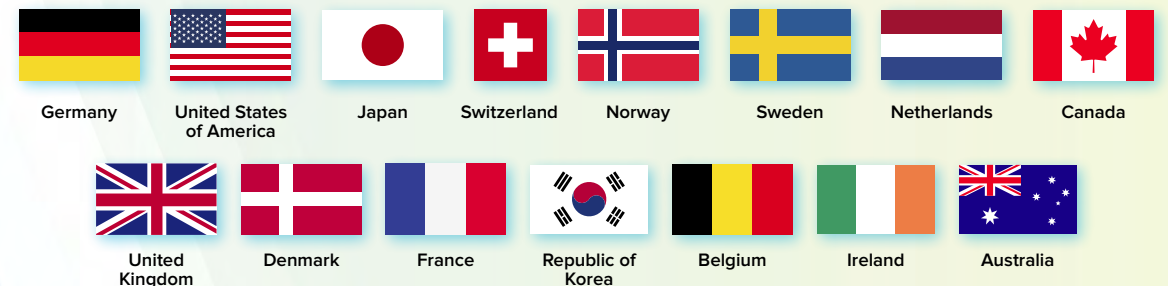 Germany
United States
of America
Japan
Switzerland
Norway
Sweden
Netherlands
Canada
United
Kingdom
Denmark
France
Republic of
Korea
Belgium
Ireland
Australia